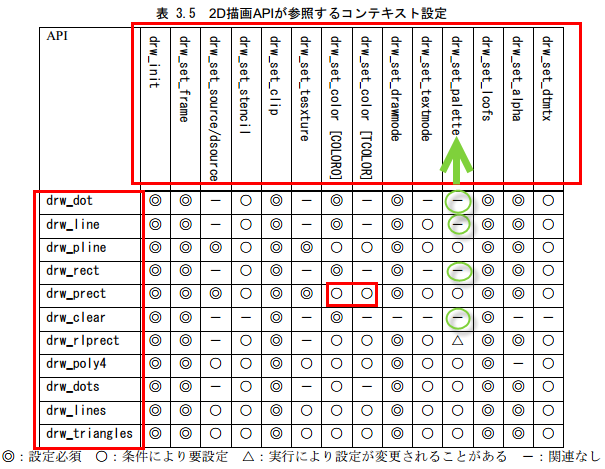 表 3.5 2D描画APIが参照するコンテキスト設定
API
drw_init
drw_set_frame
drw_set_source/dsource
drw_set_stencil
drw_set_clip
drw_set_tesxture
drw_set_color [COLOR0]
drw_set_color [TCOLOR]
drw_set_drawmode
drw_set_textmode
drw_set_palette
drw_set_loofs
drw_set_alpha
drw_set_dtmtx
drw_dot ◎ ◎ － ○ ◎ － ◎ － ◎ － － ◎ ◎ ○
drw_line ◎ ◎ － ○ ◎ － ◎ － ◎ ○ － ◎ ◎ ○
drw_pline ◎ ◎ ◎ ○ ◎ ◎ ○ ○ ◎ ○ ○ ◎ ◎ ○
drw_rect ◎ ◎ － ○ ◎ － ◎ － ◎ － － ◎ ◎ ○
drw_prect ◎ ◎ ◎ ○ ◎ ◎ ○ ○ ◎ ○ ○ ◎ ◎ ○
drw_clear ◎ ◎ － － ◎ － ◎ － － － － ◎ － －
drw_rlprect ◎ ◎ － ○ ◎ － ○ ○ ◎ ○ △ ◎ ◎ ○
drw_poly4 ◎ ◎ ○ ○ ◎ ○ ○ ○ ◎ ○ ○ ◎ － ○
drw_dots ◎ ◎ － ○ ◎ － ○ － ◎ ○ ○ ◎ ◎ ○
drw_lines ◎ ◎ ○ ○ ◎ ○ ○ ○ ◎ ○ ○ ◎ ◎ ○
drw_triangles ◎ ◎ ○ ○ ◎ ○ ○ ○ ◎ ○ ○ ◎ ◎ ○
◎：設定必須 ○：条件により要設定 △：実行により設定が変更されることがある －：関連なし